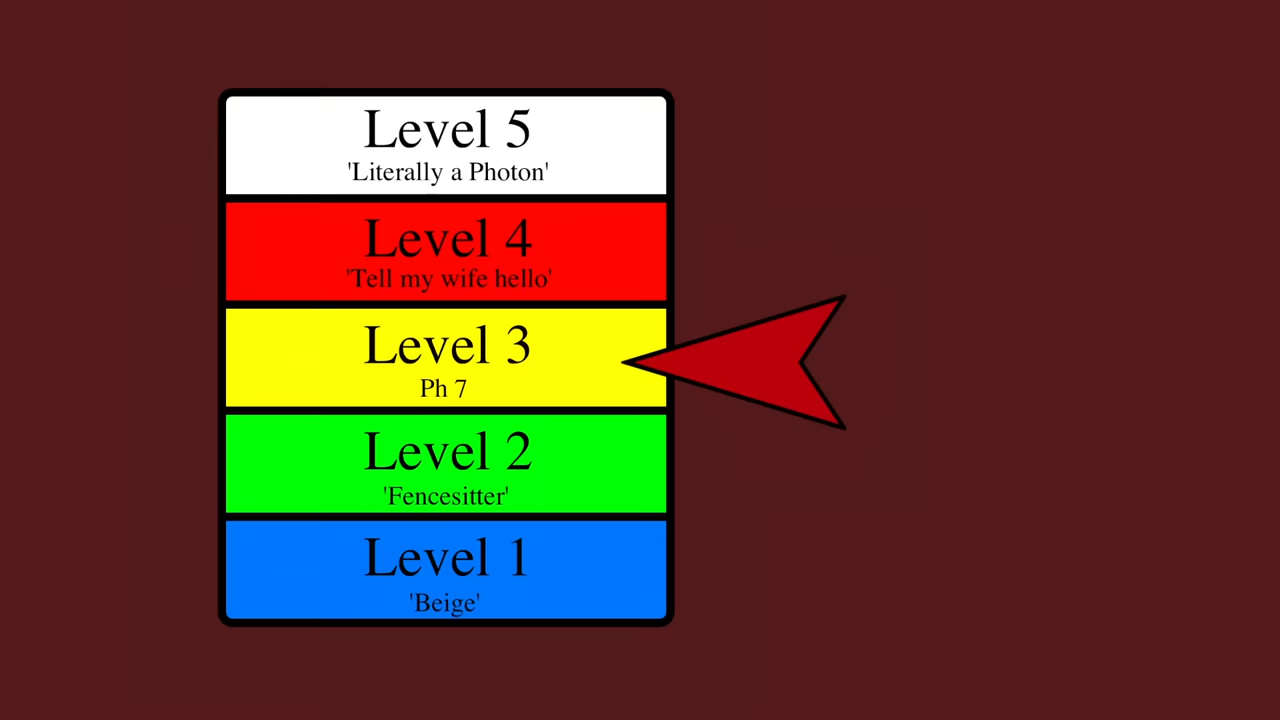 Level 5
'Literally a Photon'
Level 4
'Tell my wife hello'
Level 3
Ph 7
Level 2
'Fencesitter'
Level 1
'Beige'